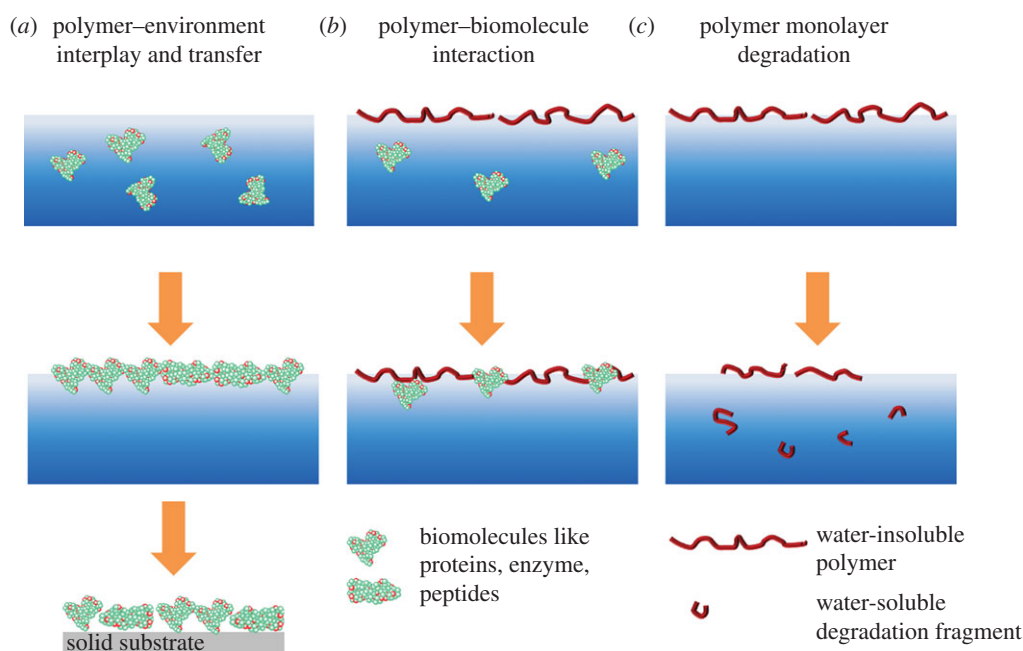 (a) polymer–environment
interplay and transfer
(b) polymer–biomolecule
interaction
(c) polymer monolayer
degradation
biomolecules like
proteins, enzyme,
peptides
water-insoluble
polymer
water-soluble
degradation fragment
solid substrate